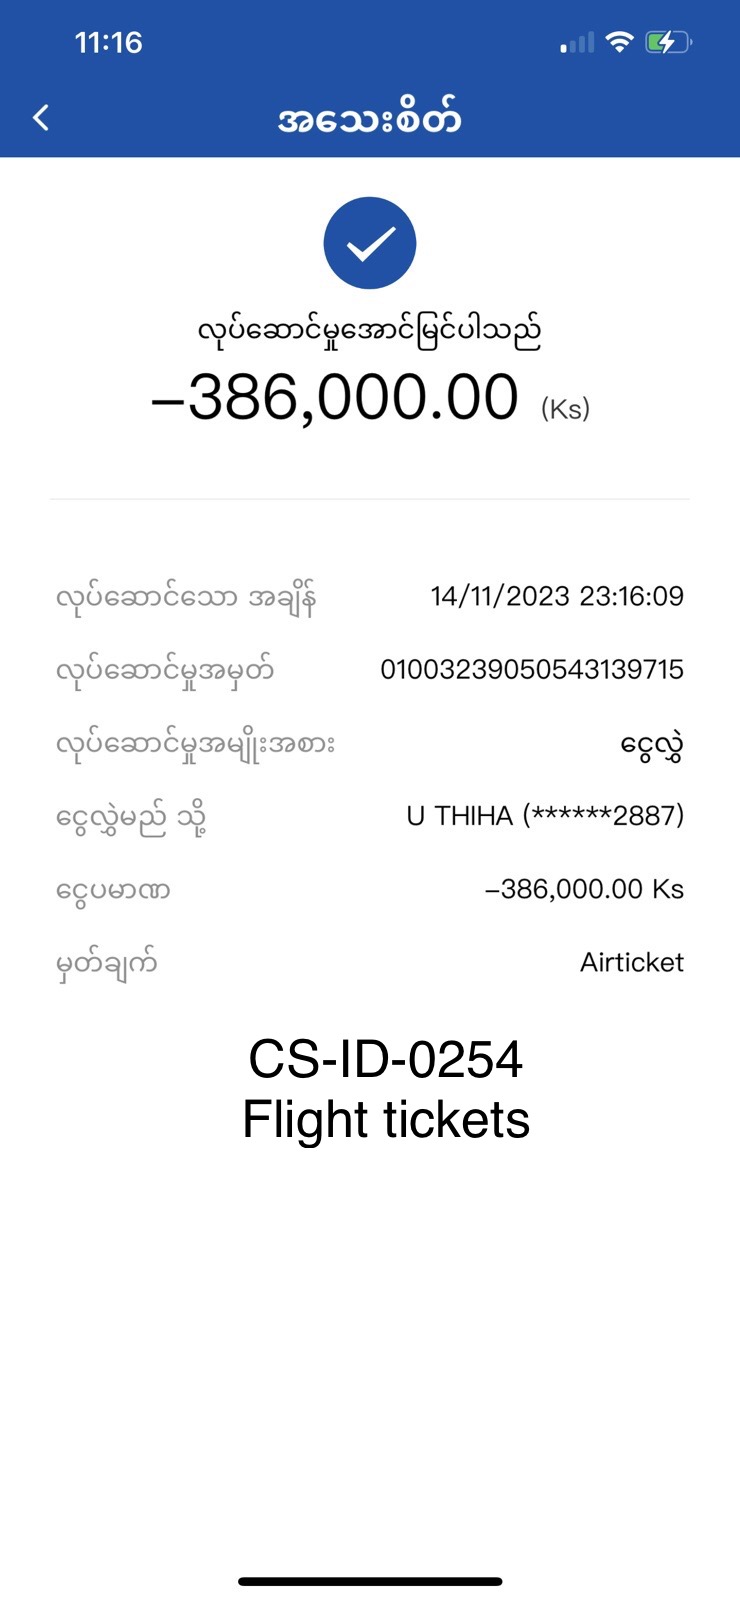 11:16
အသေးစိတ်
လုပ်ဆောင်မှုအောင်မြင်ပါသည်
-386,000.00 (Ks)
လုပ်ဆောင်သော အချိန် 14/11/2023 23:16:09
လုပ်ဆောင်မှုအမှတ် 01003239050543139715
လုပ်ဆောင်မှုအမျိုးအစား ငွေလွှဲ
ငွေလွှဲမည် သို့ U THIHA (******2887)
ငွေပမာဏ -386,000.00 Ks
မှတ်ချက် Airticket
CS-ID-0254
Flight tickets